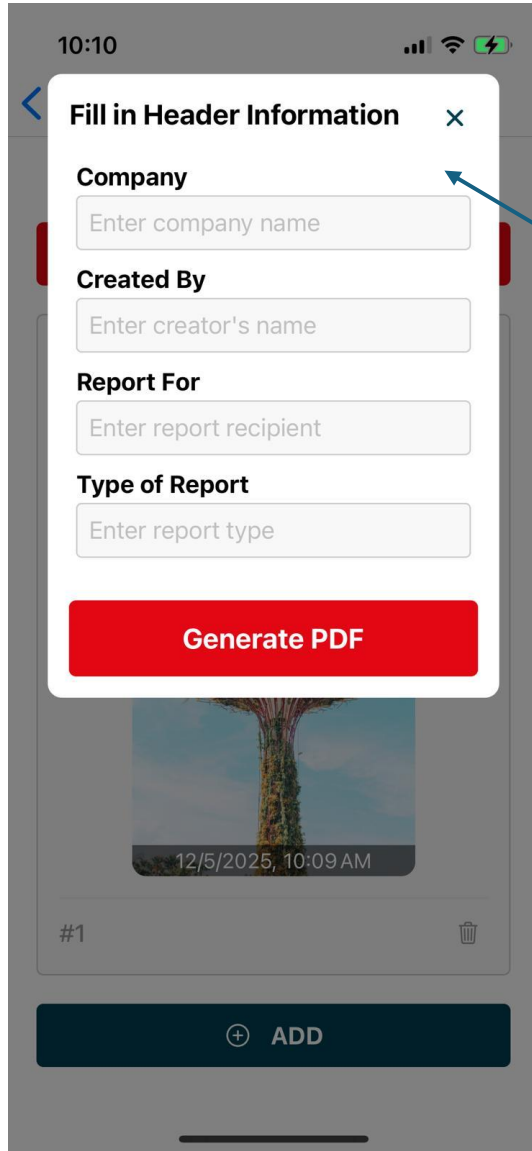 10:10
Fill in Header Information
Company
Enter company name
Created By
Enter creator's name
Report For
Enter report recipient
Type of Report
Enter report type
Generate PDF
12/5/2025, 10:09 AM
#1
ADD